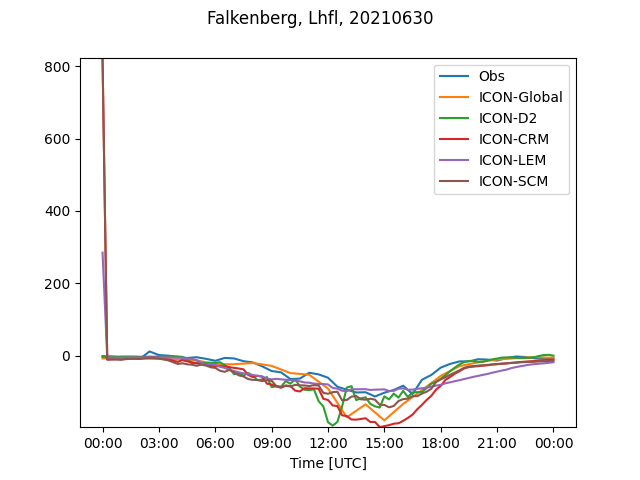 Falkenberg, Lhfl, 20210630
800
600
400
200
0
Obs
ICON-Global
ICON-D2
ICON-CRM
ICON-LEM
ICON-SCM
00:00 03:00 06:00 09:00 12:00 15:00 18:00 21:00 00:00
Time [UTC]